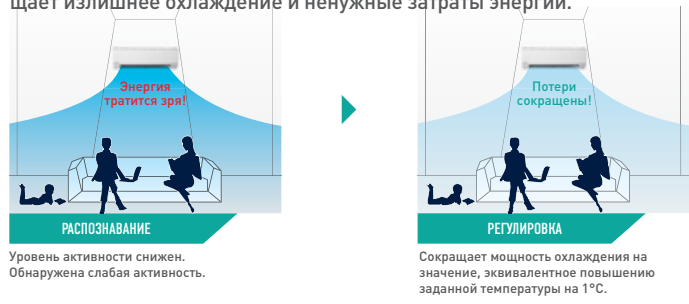 щает излишнее охлаждение и ненужные затраты энергии.
Энергия
тратится зря!
Потери
сокращены!
РАСПОЗНАВАНИЕ
Уровень активности снижен.
Обнаружена слабая активность.
РЕГУЛИРОВКА
Сокращает мощность охлаждения на
значение, эквивалентное повышению
заданной температуры на 1°C.